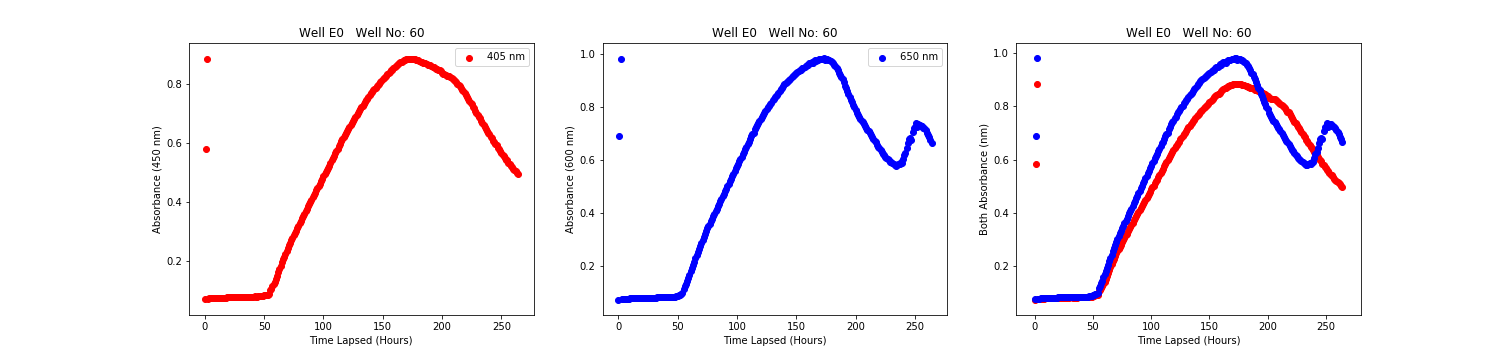 Well E0   Well No: 60
405 nm
Absorbance (450 nm)
0.8
0.6
0.4
0.2
0
50
100
150
200
250
Time Lapsed (Hours)
Well E0   Well No: 60
650 nm
Absorbance (600 nm)
1.0
0.8
0.6
0.4
0.2
0
50
100
150
200
250
Time Lapsed (Hours)
Well E0   Well No: 60
Both Absorbance (nm)
1.0
0.8
0.6
0.4
0.2
0
50
100
150
200
250
Time Lapsed (Hours)